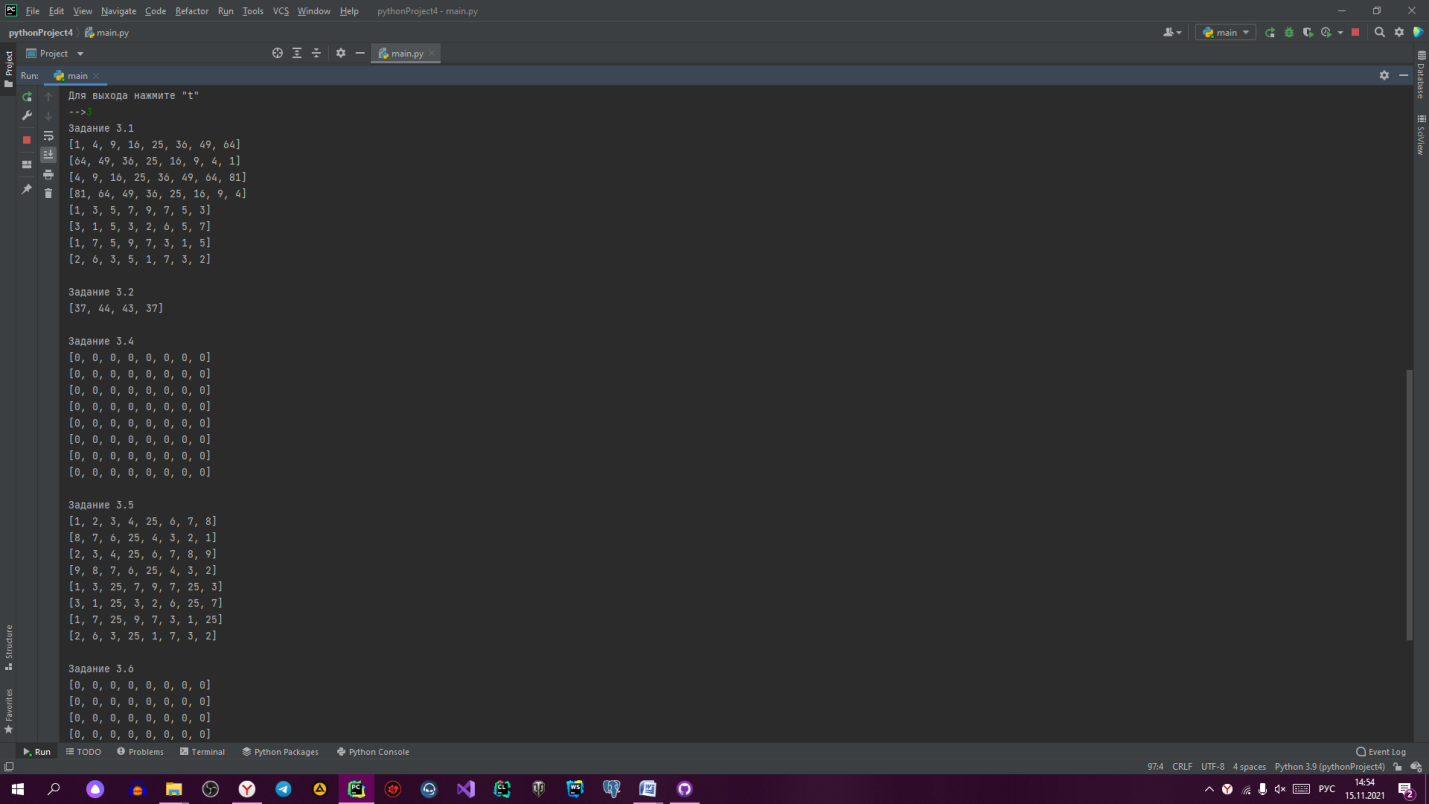 File Edit View Navigate Code Refactor Run Tools VCS Window Help pythonProject4 - main.py
pythonProject4 main.py main
Project main.py
Run: main
Для выхода нажмите "t"
-->3
Задание 3.1
[1, 4, 9, 16, 25, 36, 49, 64]
[64, 49, 36, 25, 16, 9, 4, 1]
[4, 9, 16, 25, 36, 49, 64, 81]
[81, 64, 49, 36, 25, 16, 9, 4]
[1, 3, 5, 7, 9, 7, 5, 3]
[3, 1, 5, 3, 2, 6, 5, 7]
[1, 7, 5, 9, 7, 3, 1, 5]
[2, 6, 3, 5, 1, 7, 3, 2]
Задание 3.2
[37, 44, 43, 37]
Задание 3.4
[0, 0, 0, 0, 0, 0, 0, 0]
[0, 0, 0, 0, 0, 0, 0, 0]
[0, 0, 0, 0, 0, 0, 0, 0]
[0, 0, 0, 0, 0, 0, 0, 0]
[0, 0, 0, 0, 0, 0, 0, 0]
[0, 0, 0, 0, 0, 0, 0, 0]
[0, 0, 0, 0, 0, 0, 0, 0]
[0, 0, 0, 0, 0, 0, 0, 0]
Задание 3.5
[1, 2, 3, 4, 25, 6, 7, 8]
[8, 7, 6, 25, 4, 3, 2, 1]
[2, 3, 4, 25, 6, 7, 8, 9]
[9, 8, 7, 6, 25, 4, 3, 2]
[1, 3, 25, 7, 9, 7, 25, 3]
[3, 1, 25, 3, 2, 6, 25, 7]
[1, 7, 25, 9, 7, 3, 1, 25]
[2, 6, 3, 25, 1, 7, 3, 2]
Задание 3.6
[0, 0, 0, 0, 0, 0, 0, 0]
[0, 0, 0, 0, 0, 0, 0, 0]
[0, 0, 0, 0, 0, 0, 0, 0]
[0, 0, 0, 0, 0, 0, 0, 0]
Project
Structure
Favorites
Database
SciView
Run TODO Problems Terminal Python Packages Python Console Event Log
97:4 CRLF UTF-8 4 spaces Python 3.9 (pythonProject4)
РУС 14:54
15.11.2021 2